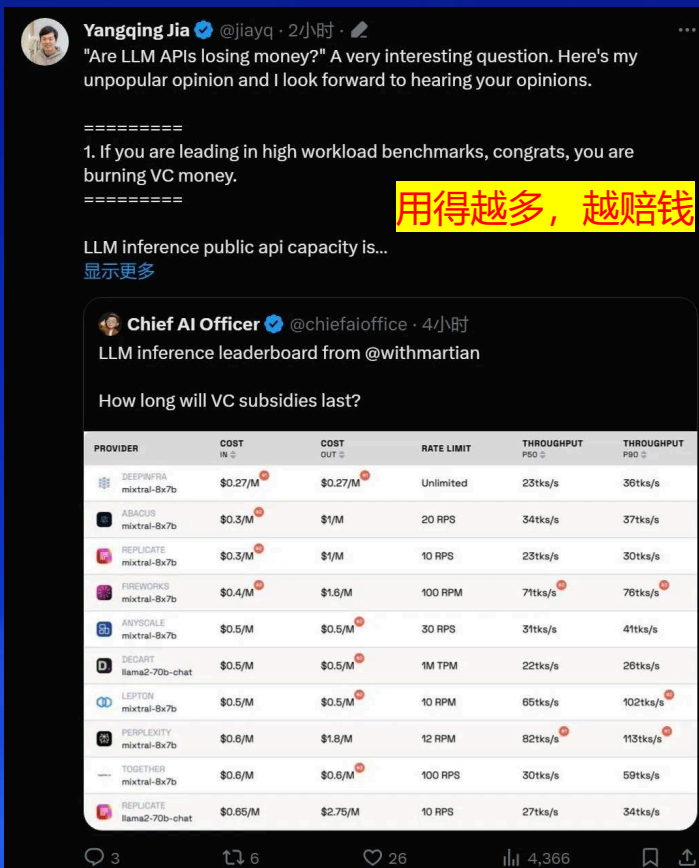 Yangqing Jia @jiayq · 2小时 ·
"Are LLM APIs losing money?" A very interesting question. Here's my
unpopular opinion and I look forward to hearing your opinions.
=========
1. If you are leading in high workload benchmarks, congrats, you are
burning VC money.
=========
用得越多，越赔钱
LLM inference public api capacity is...
显示更多
Chief AI Officer @chiefaioffice · 4小时
LLM inference leaderboard from @withmartian
How long will VC subsidies last?
PROVIDER COST IN COST OUT RATE LIMIT THROUGHPUT P50 THROUGHPUT P90
DEEPINFRA
mixtral-8x7b $0.27/M $0.27/M Unlimited 23tks/s 36tks/s
ABACUS
mixtral-8x7b $0.3/M $1/M 20 RPS 34tks/s 37tks/s
REPLICATE
mixtral-8x7b $0.3/M $1/M 10 RPS 23tks/s 30tks/s
FIREWORKS
mixtral-8x7b $0.4/M $1.6/M 100 RPM 71tks/s 76tks/s
ANYSCALE
mixtral-8x7b $0.5/M $0.5/M 30 RPS 31tks/s 41tks/s
DECART
llama2-70b-chat $0.5/M $0.5/M 1M TPM 22tks/s 26tks/s
LEPTON
mixtral-8x7b $0.5/M $0.5/M 10 RPM 65tks/s 102tks/s
PERPLEXITY
mixtral-8x7b $0.6/M $1.8/M 12 RPM 82tks/s 113tks/s
TOGETHER
mixtral-8x7b $0.6/M $0.6/M 100 RPS 30tks/s 59tks/s
REPLICATE
llama2-70b-chat $0.65/M $2.75/M 10 RPS 27tks/s 34tks/s
3 6 26 4,366